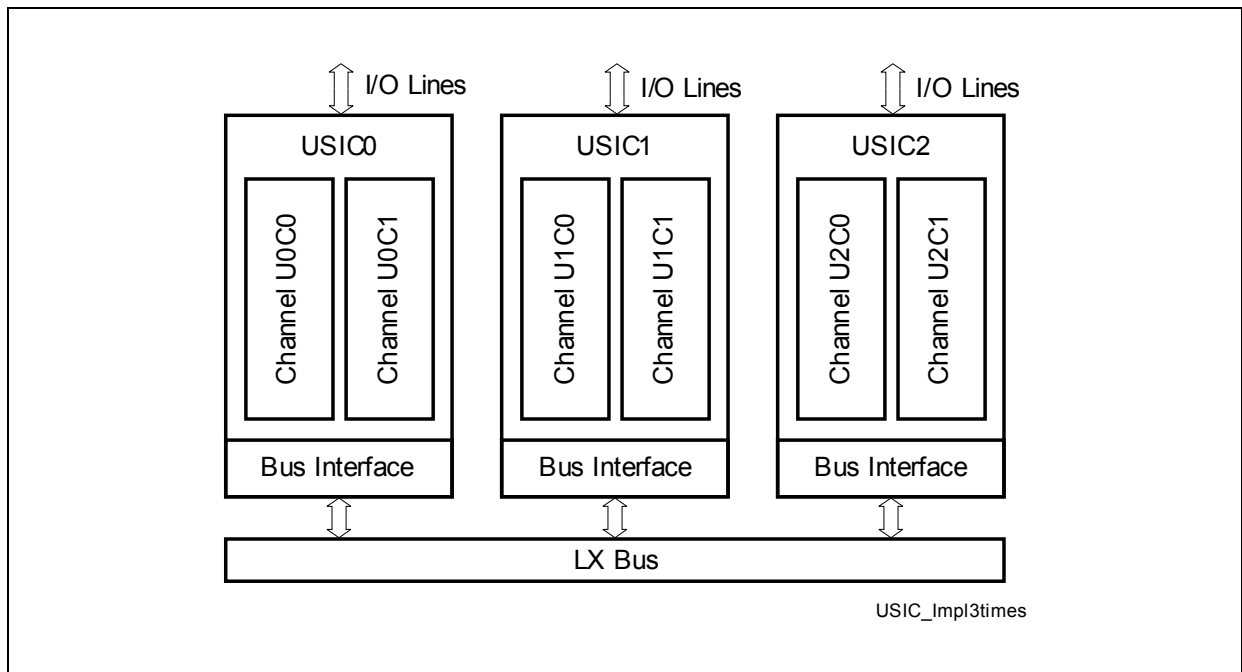 I/O Lines
I/O Lines
I/O Lines
USIC0
USIC1
USIC2
Channel U0C0
Channel U0C1
Channel U1C0
Channel U1C1
Channel U2C0
Channel U2C1
Bus Interface
Bus Interface
Bus Interface
LX Bus
USIC_Impl3times